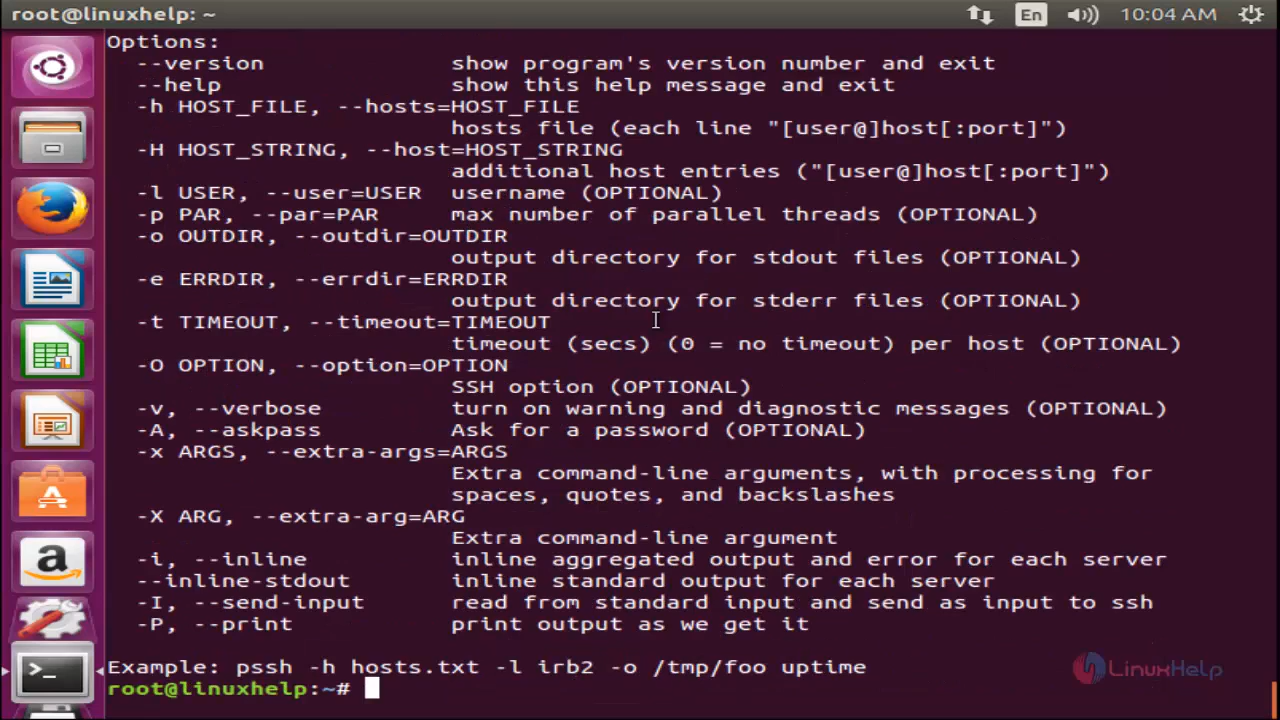 root@linuxhelp: ~
En
10:04 AM
Options:
--version show program's version number and exit
--help show this help message and exit
-h HOST_FILE, --hosts=HOST_FILE
hosts file (each line "[user@]host[:port]")
-H HOST_STRING, --host=HOST_STRING
additional host entries ("[user@]host[:port]")
-l USER, --user=USER username (OPTIONAL)
-p PAR, --par=PAR max number of parallel threads (OPTIONAL)
-o OUTDIR, --outdir=OUTDIR
output directory for stdout files (OPTIONAL)
-e ERRDIR, --errdir=ERRDIR
output directory for stderr files (OPTIONAL)
-t TIMEOUT, --timeout=TIMEOUT
timeout (secs) (0 = no timeout) per host (OPTIONAL)
-O OPTION, --option=OPTION
SSH option (OPTIONAL)
-v, --verbose turn on warning and diagnostic messages (OPTIONAL)
-A, --askpass Ask for a password (OPTIONAL)
-x ARGS, --extra-args=ARGS
Extra command-line arguments, with processing for
spaces, quotes, and backslashes
-X ARG, --extra-arg=ARG
Extra command-line argument
-i, --inline inline aggregated output and error for each server
--inline-stdout inline standard output for each server
-I, --send-input read from standard input and send as input to ssh
-P, --print print output as we get it
Example: pssh -h hosts.txt -l irb2 -o /tmp/foo uptime
root@linuxhelp:~#
LinuxHelp